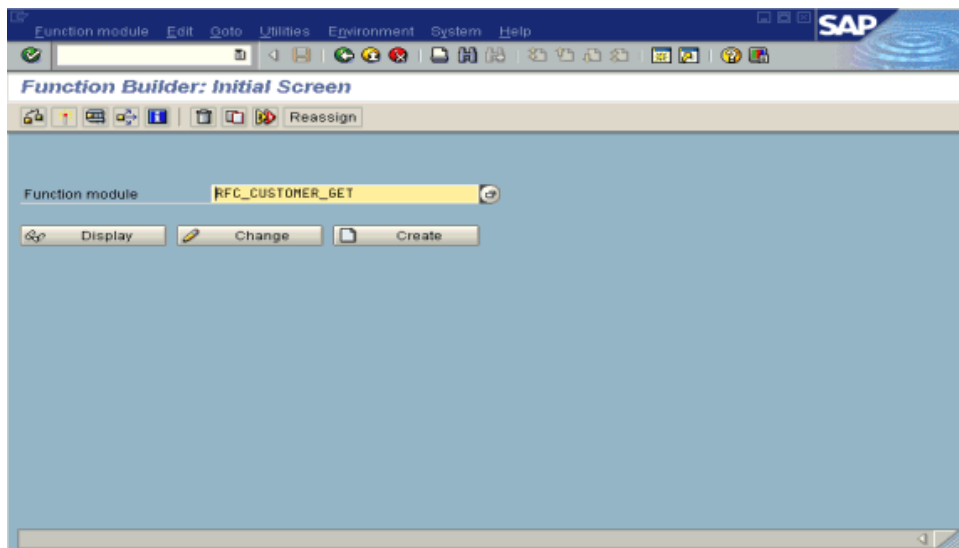 Function module Edit Goto Utilities Environment System Help
SAP
Function Builder: Initial Screen
Reassign
Function module RFC_CUSTOMER_GET
Display Change Create